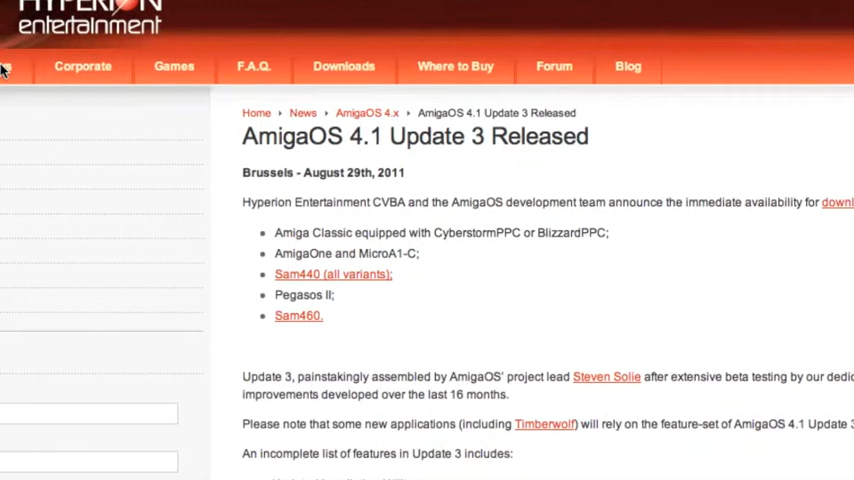 HYPERION
entertainment
Corporate Games F.A.Q. Downloads Where to Buy Forum Blog
Home News AmigaOS 4.x AmigaOS 4.1 Update 3 Released
AmigaOS 4.1 Update 3 Released
Brussels - August 29th, 2011
Hyperion Entertainment CVBA and the AmigaOS development team announce the immediate availability for
Amiga Classic equipped with CyberstormPPC or BlizzardPPC;
AmigaOne and MicroA1-C;
Sam440 (all variants);
Pegasos II;
Sam460.
Update 3, painstakingly assembled by AmigaOS' project lead Steven Solie after extensive beta testing by our
improvements developed over the last 16 months.
Please note that some new applications (including Timberwolf) will rely on the feature-set of AmigaOS 4.1 Update 3
An incomplete list of features in Update 3 includes: